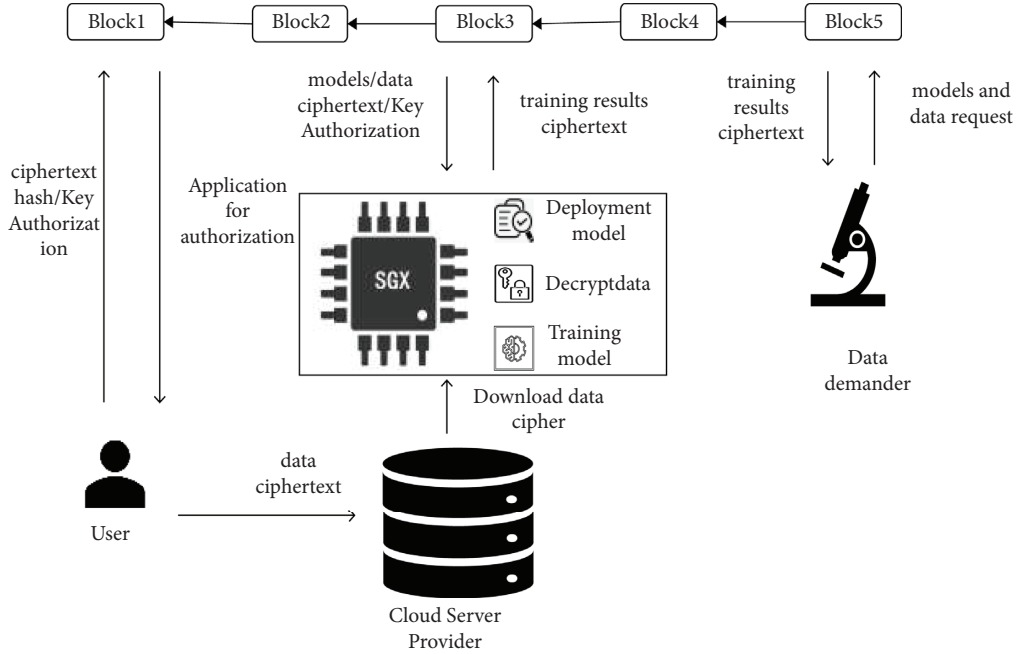 Block1
Block2
Block3
Block4
Block5
models/data
ciphertext/Key
Authorization
training results
ciphertext
training
results
ciphertext
models and
data request
ciphertext
hash/Key
Authorizat
ion
Application
for
authorization
SGX
Deployment
model
Decryptdata
Training
model
Data
demander
Download data
cipher
data
ciphertext
User
Cloud Server
Provider